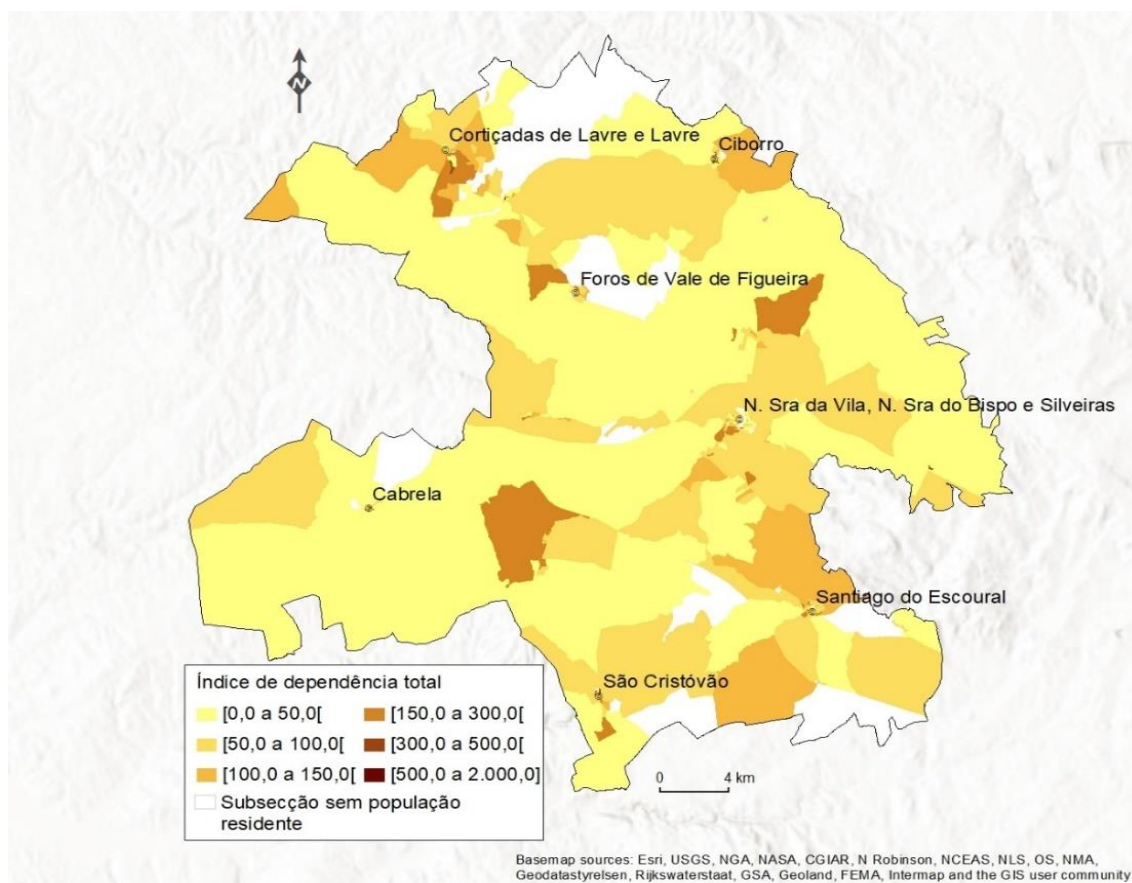 N
Cortiçadas de Lavre e Lavre
Ciborro
Foros de Vale de Figueira
N. Sra da Vila, N. Sra do Bispo e Silveiras
Cabrela
Santiago do Escoural
São Cristóvão
Índice de dependência total
[0,0 a 50,0[
[150,0 a 300,0[
[50,0 a 100,0[
[300,0 a 500,0[
[100,0 a 150,0[
[500,0 a 2.000,0]
Subsecção sem população
residente
0 4 km
Basemap sources: Esri, USGS, NGA, NASA, CGIAR, N Robinson, NCEAS, NLS, OS, NMA,
Geodatastyrelsen, Rijkswaterstaat, GSA, Geoland, FEMA, Intermap and the GIS user community